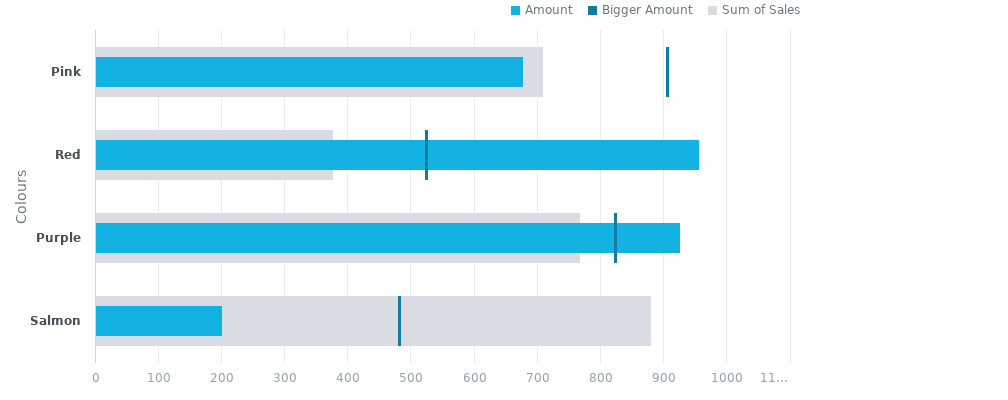 Amount Bigger Amount Sum of Sales
Colours
Pink
Red
Purple
Salmon
0 100 200 300 400 500 600 700 800 900 1000 11...